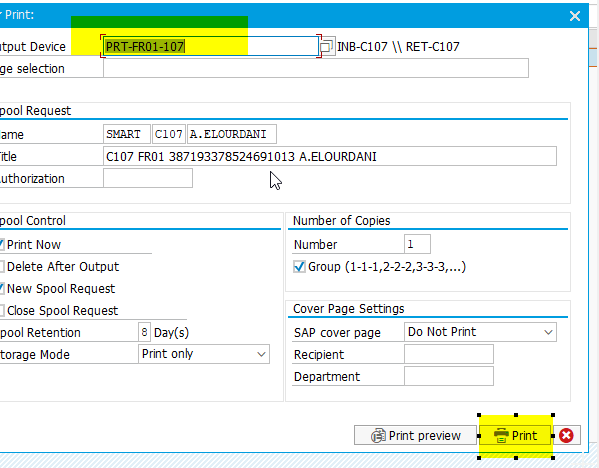 r Print:
utput Device PRT-FR01-107 INB-C107 \\ RET-C107
ge selection
pool Request
ame SMART C107 A.ELOURDANI
itle C107 FR01 387193378524691013 A.ELOURDANI
uthorization
pool Control
Print Now
Delete After Output
New Spool Request
Close Spool Request
pool Retention 8 Day(s)
torage Mode Print only
Number of Copies
Number 1
Group (1-1-1,2-2-2,3-3-3,...)
Cover Page Settings
SAP cover page Do Not Print
Recipient
Department
Print preview Print